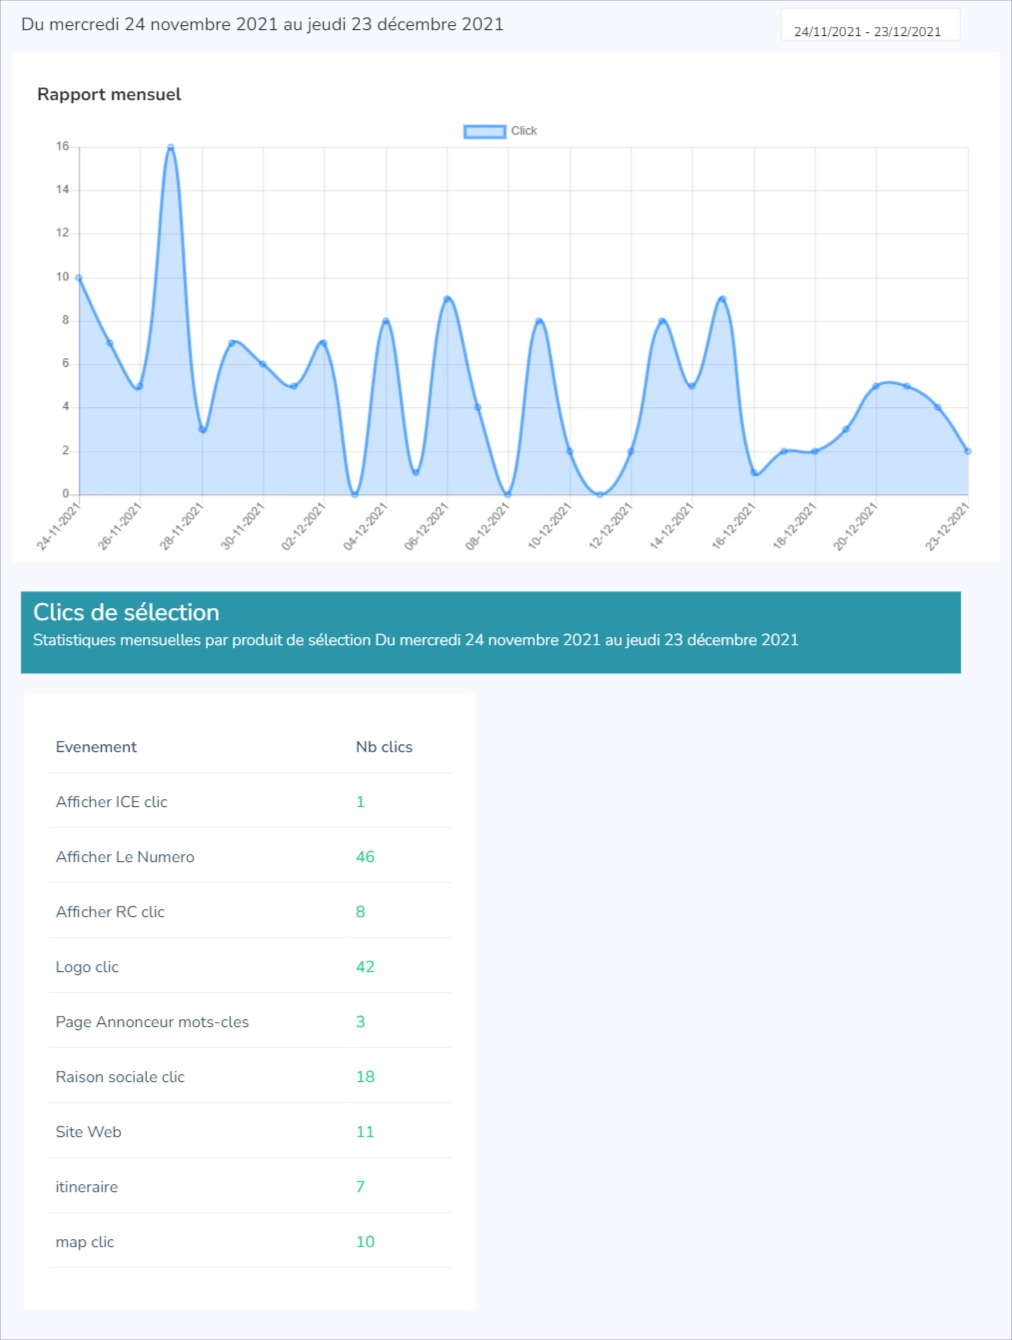 Du mercredi 24 novembre 2021 au jeudi 23 décembre 2021
24/11/2021 - 23/12/2021
Rapport mensuel
Click
16
14
12
10
8
6
4
2
0
24-11-2021
26-11-2021
28-11-2021
30-11-2021
02-12-2021
04-12-2021
06-12-2021
08-12-2021
10-12-2021
12-12-2021
14-12-2021
16-12-2021
18-12-2021
20-12-2021
23-12-2021
Clics de sélection
Statistiques mensuelles par produit de sélection Du mercredi 24 novembre 2021 au jeudi 23 décembre 2021
Evenement Nb clics
Afficher ICE clic 1
Afficher Le Numero 46
Afficher RC clic 8
Logo clic 42
Page Annonceur mots-cles 3
Raison sociale clic 18
Site Web 11
itineraire 7
map clic 10